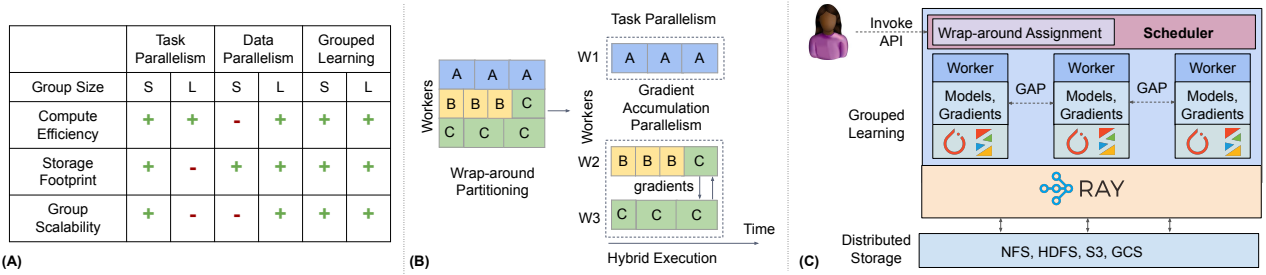 Task Parallelism
Data Parallelism
Grouped Learning
Group Size S L S L S L
Compute Efficiency + + - + + +
Storage Footprint + - + + + +
Group Scalability + - - + + +
(A)
Workers
A A A
B B B C
C C C
Wrap-around
Partitioning
(B)
Task Parallelism
W1 A A A
Gradient
Accumulation
Parallelism
Workers
W2 B B B C
gradients
W3 C C C
Time
Hybrid Execution
Invoke
API
Wrap-around Assignment Scheduler
Worker Worker Worker
GAP GAP
Models,
Gradients
Models,
Gradients
Models,
Gradients
Grouped
Learning
RAY
Distributed
Storage
NFS, HDFS, S3, GCS
(C)